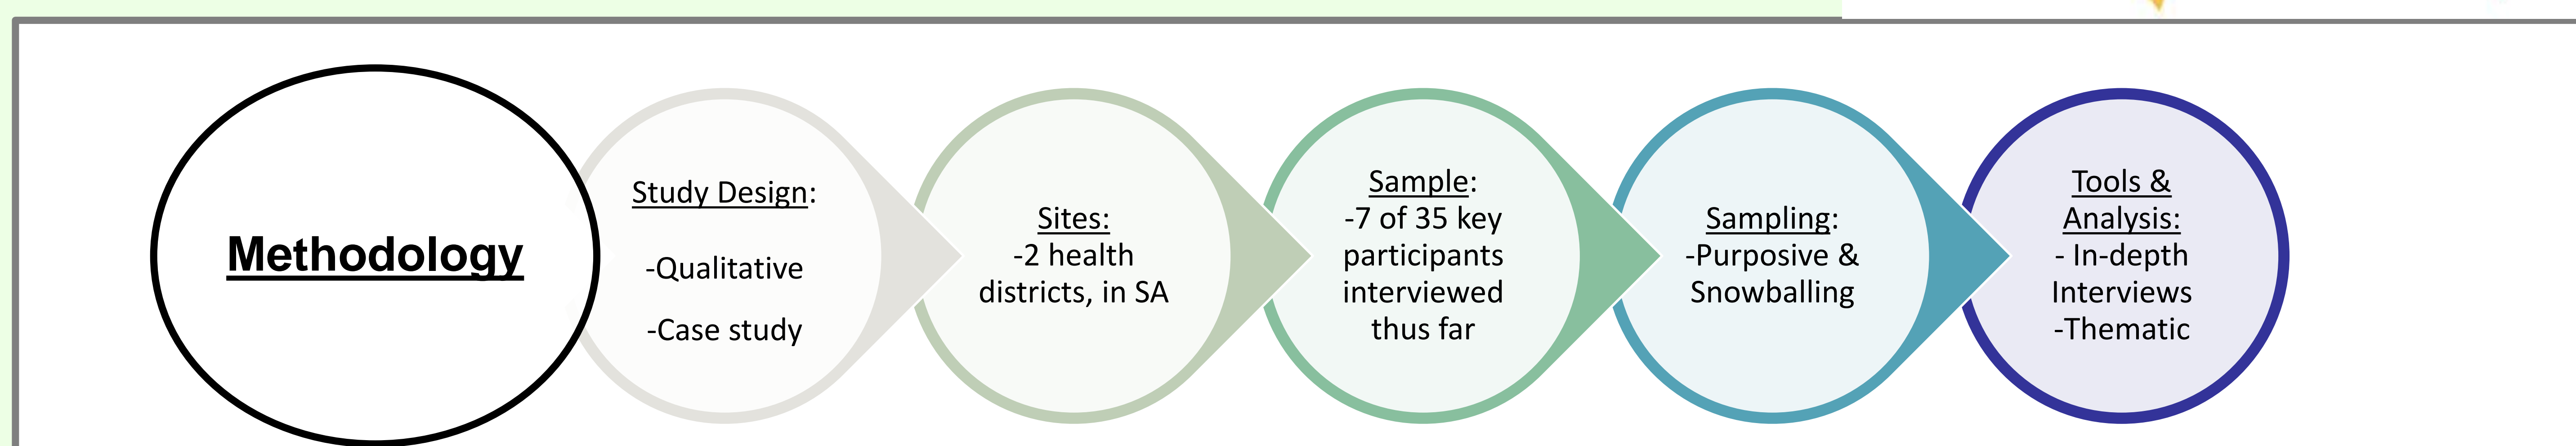 Methodology
Study Design:
-Qualitative
-Case study
Sites:
-2 health
districts, in SA
Sample:
-7 of 35 key
participants
interviewed
thus far
Sampling:
-Purposive &
Snowballing
Tools &
Analysis:
- In-depth
Interviews
-Thematic